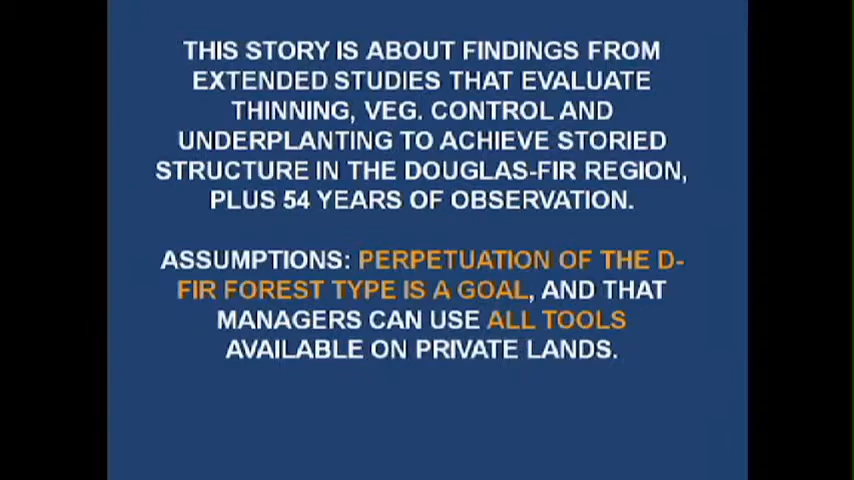 THIS STORY IS ABOUT FINDINGS FROM
EXTENDED STUDIES THAT EVALUATE
THINNING, VEG. CONTROL AND
UNDERPLANTING TO ACHIEVE STORIED
STRUCTURE IN THE DOUGLAS-FIR REGION,
PLUS 54 YEARS OF OBSERVATION.
ASSUMPTIONS: PERPETUATION OF THE D-
FIR FOREST TYPE IS A GOAL, AND THAT
MANAGERS CAN USE ALL TOOLS
AVAILABLE ON PRIVATE LANDS.